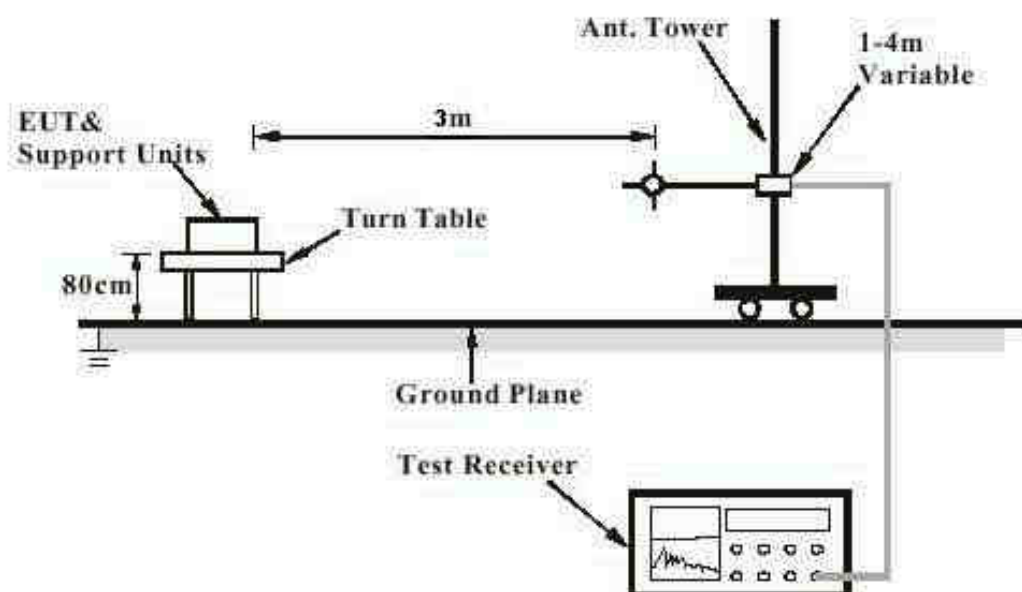 Ant. Tower
1-4m
Variable
EUT&
Support Units
3m
Turn Table
80cm
Ground Plane
Test Receiver